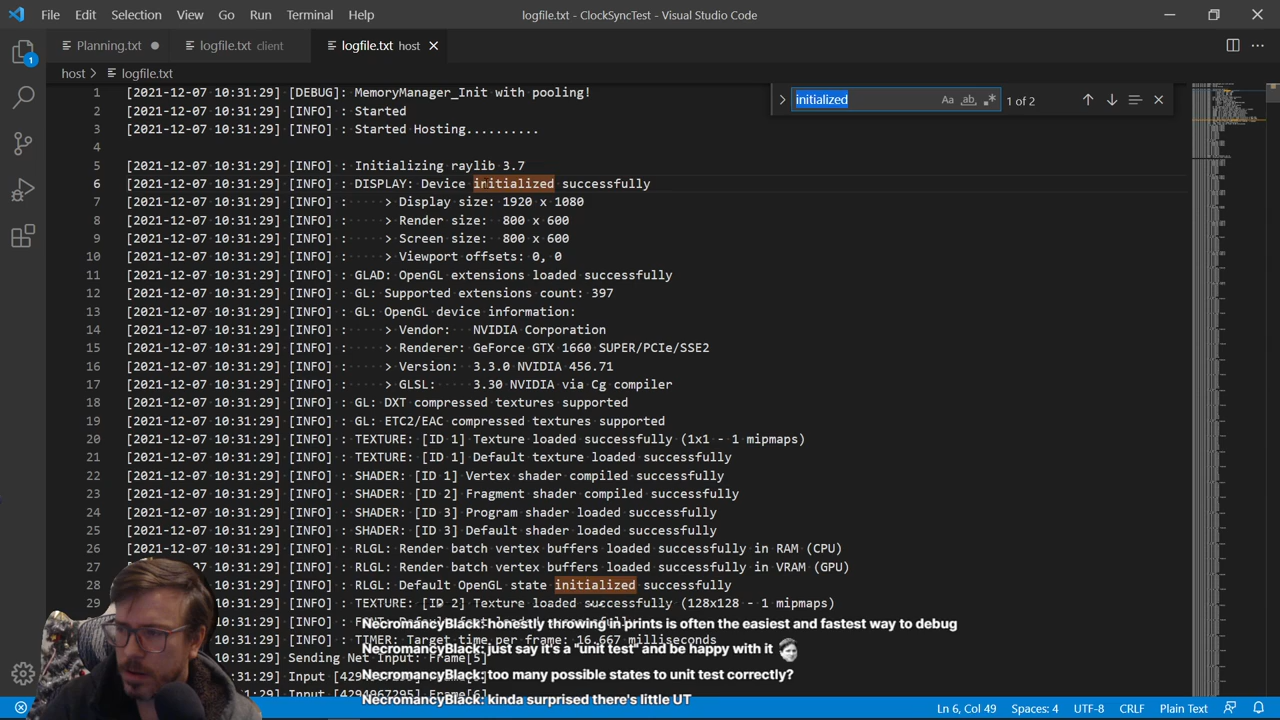 File Edit Selection View Go Run Terminal Help logfile.txt - ClockSyncTest - Visual Studio Code
Planning.txt logfile.txt client logfile.txt host
host > logfile.txt
initialized Aa ab 1 of 2
1 [2021-12-07 10:31:29] [DEBUG]: MemoryManager_Init with pooling!
2 [2021-12-07 10:31:29] [INFO] : Started
3 [2021-12-07 10:31:29] [INFO] : Started Hosting..........
4
5 [2021-12-07 10:31:29] [INFO] : Initializing raylib 3.7
6 [2021-12-07 10:31:29] [INFO] : DISPLAY: Device initialized successfully
7 [2021-12-07 10:31:29] [INFO] : > Display size: 1920 x 1080
8 [2021-12-07 10:31:29] [INFO] : > Render size: 800 x 600
9 [2021-12-07 10:31:29] [INFO] : > Screen size: 800 x 600
10 [2021-12-07 10:31:29] [INFO] : > Viewport offsets: 0, 0
11 [2021-12-07 10:31:29] [INFO] : GLAD: OpenGL extensions loaded successfully
12 [2021-12-07 10:31:29] [INFO] : GL: Supported extensions count: 397
13 [2021-12-07 10:31:29] [INFO] : GL: OpenGL device information:
14 [2021-12-07 10:31:29] [INFO] : > Vendor: NVIDIA Corporation
15 [2021-12-07 10:31:29] [INFO] : > Renderer: GeForce GTX 1660 SUPER/PCIe/SSE2
16 [2021-12-07 10:31:29] [INFO] : > Version: 3.3.0 NVIDIA 456.71
17 [2021-12-07 10:31:29] [INFO] : > GLSL: 3.30 NVIDIA via Cg compiler
18 [2021-12-07 10:31:29] [INFO] : GL: DXT compressed textures supported
19 [2021-12-07 10:31:29] [INFO] : GL: ETC2/EAC compressed textures supported
20 [2021-12-07 10:31:29] [INFO] : TEXTURE: [ID 1] Texture loaded successfully (1x1 - 1 mipmaps)
21 [2021-12-07 10:31:29] [INFO] : TEXTURE: [ID 1] Default texture loaded successfully
22 [2021-12-07 10:31:29] [INFO] : SHADER: [ID 1] Vertex shader compiled successfully
23 [2021-12-07 10:31:29] [INFO] : SHADER: [ID 2] Fragment shader compiled successfully
24 [2021-12-07 10:31:29] [INFO] : SHADER: [ID 3] Program shader loaded successfully
25 [2021-12-07 10:31:29] [INFO] : SHADER: [ID 3] Default shader loaded successfully
26 [2021-12-07 10:31:29] [INFO] : RLGL: Render batch vertex buffers loaded successfully in RAM (CPU)
27 [2021-12-07 10:31:29] [INFO] : RLGL: Render batch vertex buffers loaded successfully in VRAM (GPU)
28 [2021-12-07 10:31:29] [INFO] : RLGL: Default OpenGL state initialized successfully
29 [2021-12-07 10:31:29] [INFO] : TEXTURE: [ID 2] Texture loaded successfully (128x128 - 1 mipmaps)
10:31:29] [INFO] :
NecromancyBlack: honestly throwing in prints is often the easiest and fastest way to debug
10:31:29] [INFO] : TIMER: Target time per frame: 16.667 milliseconds
NecromancyBlack: just say it's a "unit test" and be happy with it
Sending Net Input: Frame[5]
NecromancyBlack: too many possible states to unit test correctly?
NecromancyBlack: kinda surprised there's little UT
Ln 6, Col 49 Spaces: 4 UTF-8 CRLF Plain Text